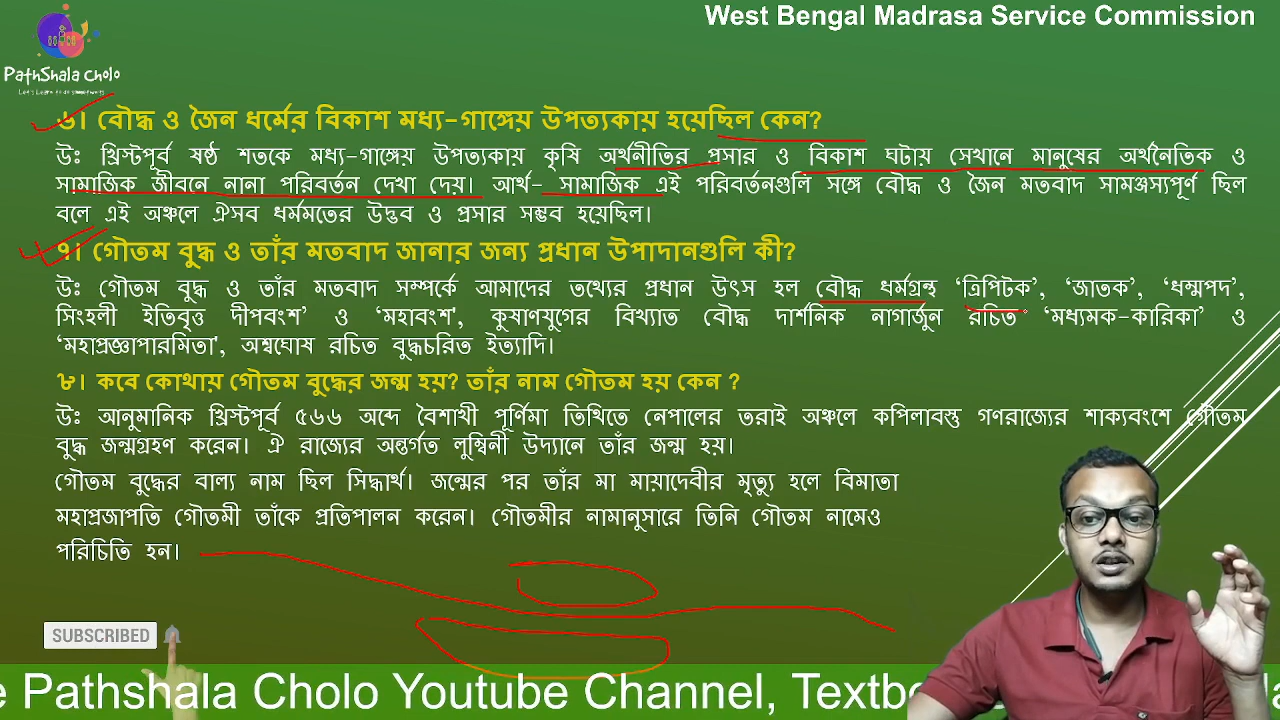 West Bengal Madrasa Service Commission
PathShala Cholo
৬। বৌদ্ধ ও জৈন ধর্মের বিকাশ মধ্য-গাঙ্গেয় উপত্যকায় হয়েছিল কেন?
উঃ খ্রিস্টপূর্ব ষষ্ঠ শতকে মধ্য-গাঙ্গেয় উপত্যকায় কৃষি অর্থনীতির প্রসার ও বিকাশ ঘটায় সেখানে মানুষের অর্থনৈতিক ও
সামাজিক জীবনে নানা পরিবর্তন দেখা দেয়। আর্থ- সামাজিক এই পরিবর্তনগুলি সঙ্গে বৌদ্ধ ও জৈন মতবাদ সামঞ্জস্যপূর্ণ ছিল
বলে এই অঞ্চলে ঐসব ধর্মমতের উদ্ভব ও প্রসার সম্ভব হয়েছিল।
৭। গৌতম বুদ্ধ ও তাঁর মতবাদ জানার জন্য প্রধান উপাদানগুলি কী?
উঃ গৌতম বুদ্ধ ও তাঁর মতবাদ সম্পর্কে আমাদের তথ্যের প্রধান উৎস হল বৌদ্ধ ধর্মগ্রন্থ ‘ত্রিপিটক’, ‘জাতক’, ‘ধম্মপদ’,
সিংহলী ইতিবৃত্ত দীপবংশ’ ও ‘মহাবংশ', কুষাণযুগের বিখ্যাত বৌদ্ধ দার্শনিক নাগার্জুন রচিত ‘মধ্যমক-কারিকা’ ও
‘মহাপ্রজ্ঞাপারমিতা', অশ্বঘোষ রচিত বুদ্ধচরিত ইত্যাদি।
৮। কবে কোথায় গৌতম বুদ্ধের জন্ম হয়? তাঁর নাম গৌতম হয় কেন ?
উঃ আনুমানিক খ্রিস্টপূর্ব ৫৬৬ অব্দে বৈশাখী পূর্ণিমা তিথিতে নেপালের তরাই অঞ্চলে কপিলাবস্তু গণরাজ্যের শাক্যবংশে গৌতম
বুদ্ধ জন্মগ্রহণ করেন। ঐ রাজ্যের অন্তর্গত লুম্বিনী উদ্যানে তাঁর জন্ম হয়।
গৌতম বুদ্ধের বাল্য নাম ছিল সিদ্ধার্থ। জন্মের পর তাঁর মা মায়াদেবীর মৃত্যু হলে বিমাতা
মহাপ্রজাপতি গৌতমী তাঁকে প্রতিপালন করেন। গৌতমীর নামানুসারে তিনি গৌতম নামেও
পরিচিতি হন।
SUBSCRIBED
e Pathshala Cholo Youtube Channel, Textb